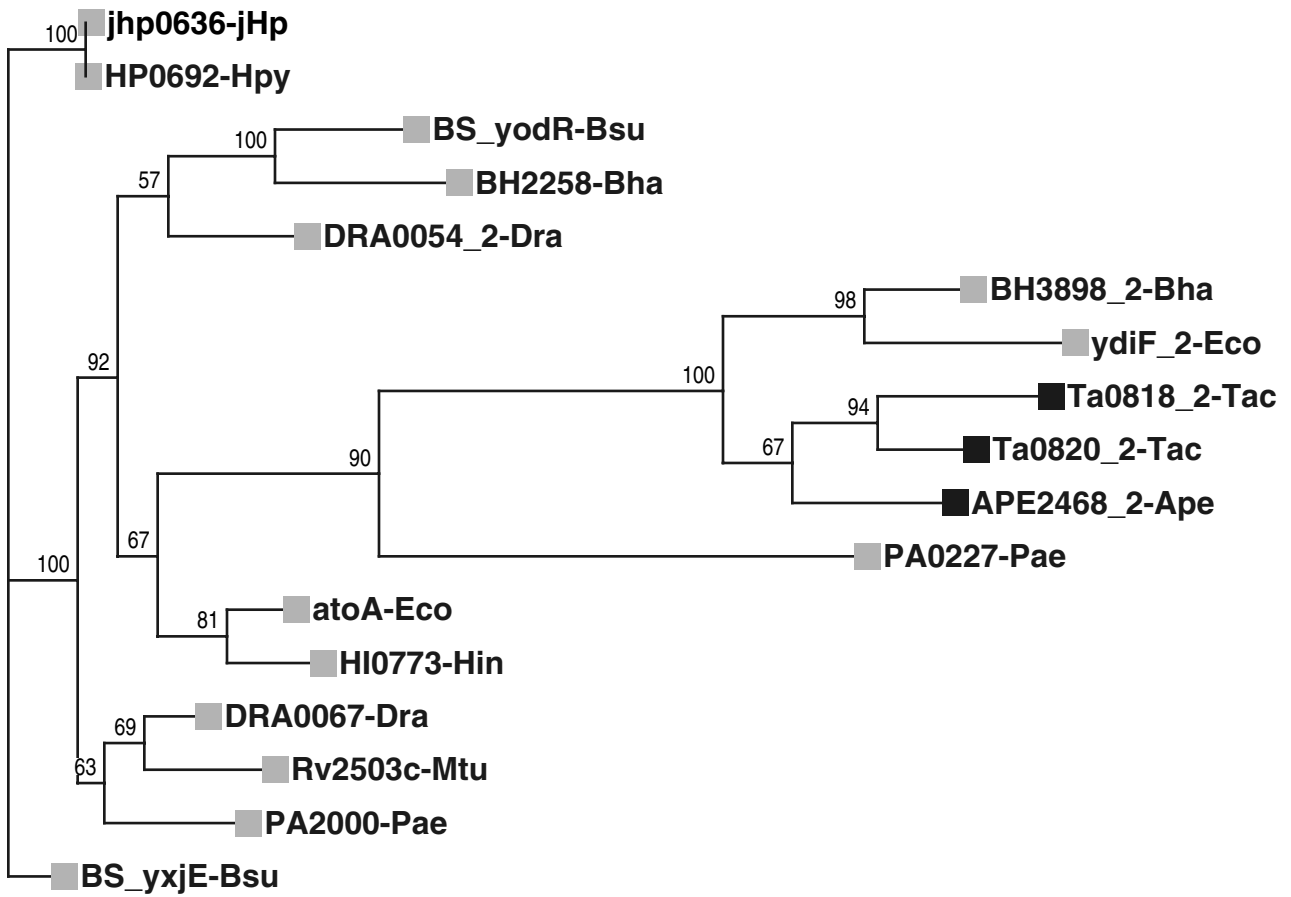 jhp0636-jHp
100
HP0692-Hpy
BS_yodR-Bsu
100
57
BH2258-Bha
DRA0054_2-Dra
BH3898_2-Bha
98
ydiF_2-Eco
92
100
Ta0818_2-Tac
94
Ta0820_2-Tac
67
90
APE2468_2-Ape
67
PA0227-Pae
100
atoA-Eco
81
HI0773-Hin
DRA0067-Dra
69
63
Rv2503c-Mtu
PA2000-Pae
BS_yxjE-Bsu